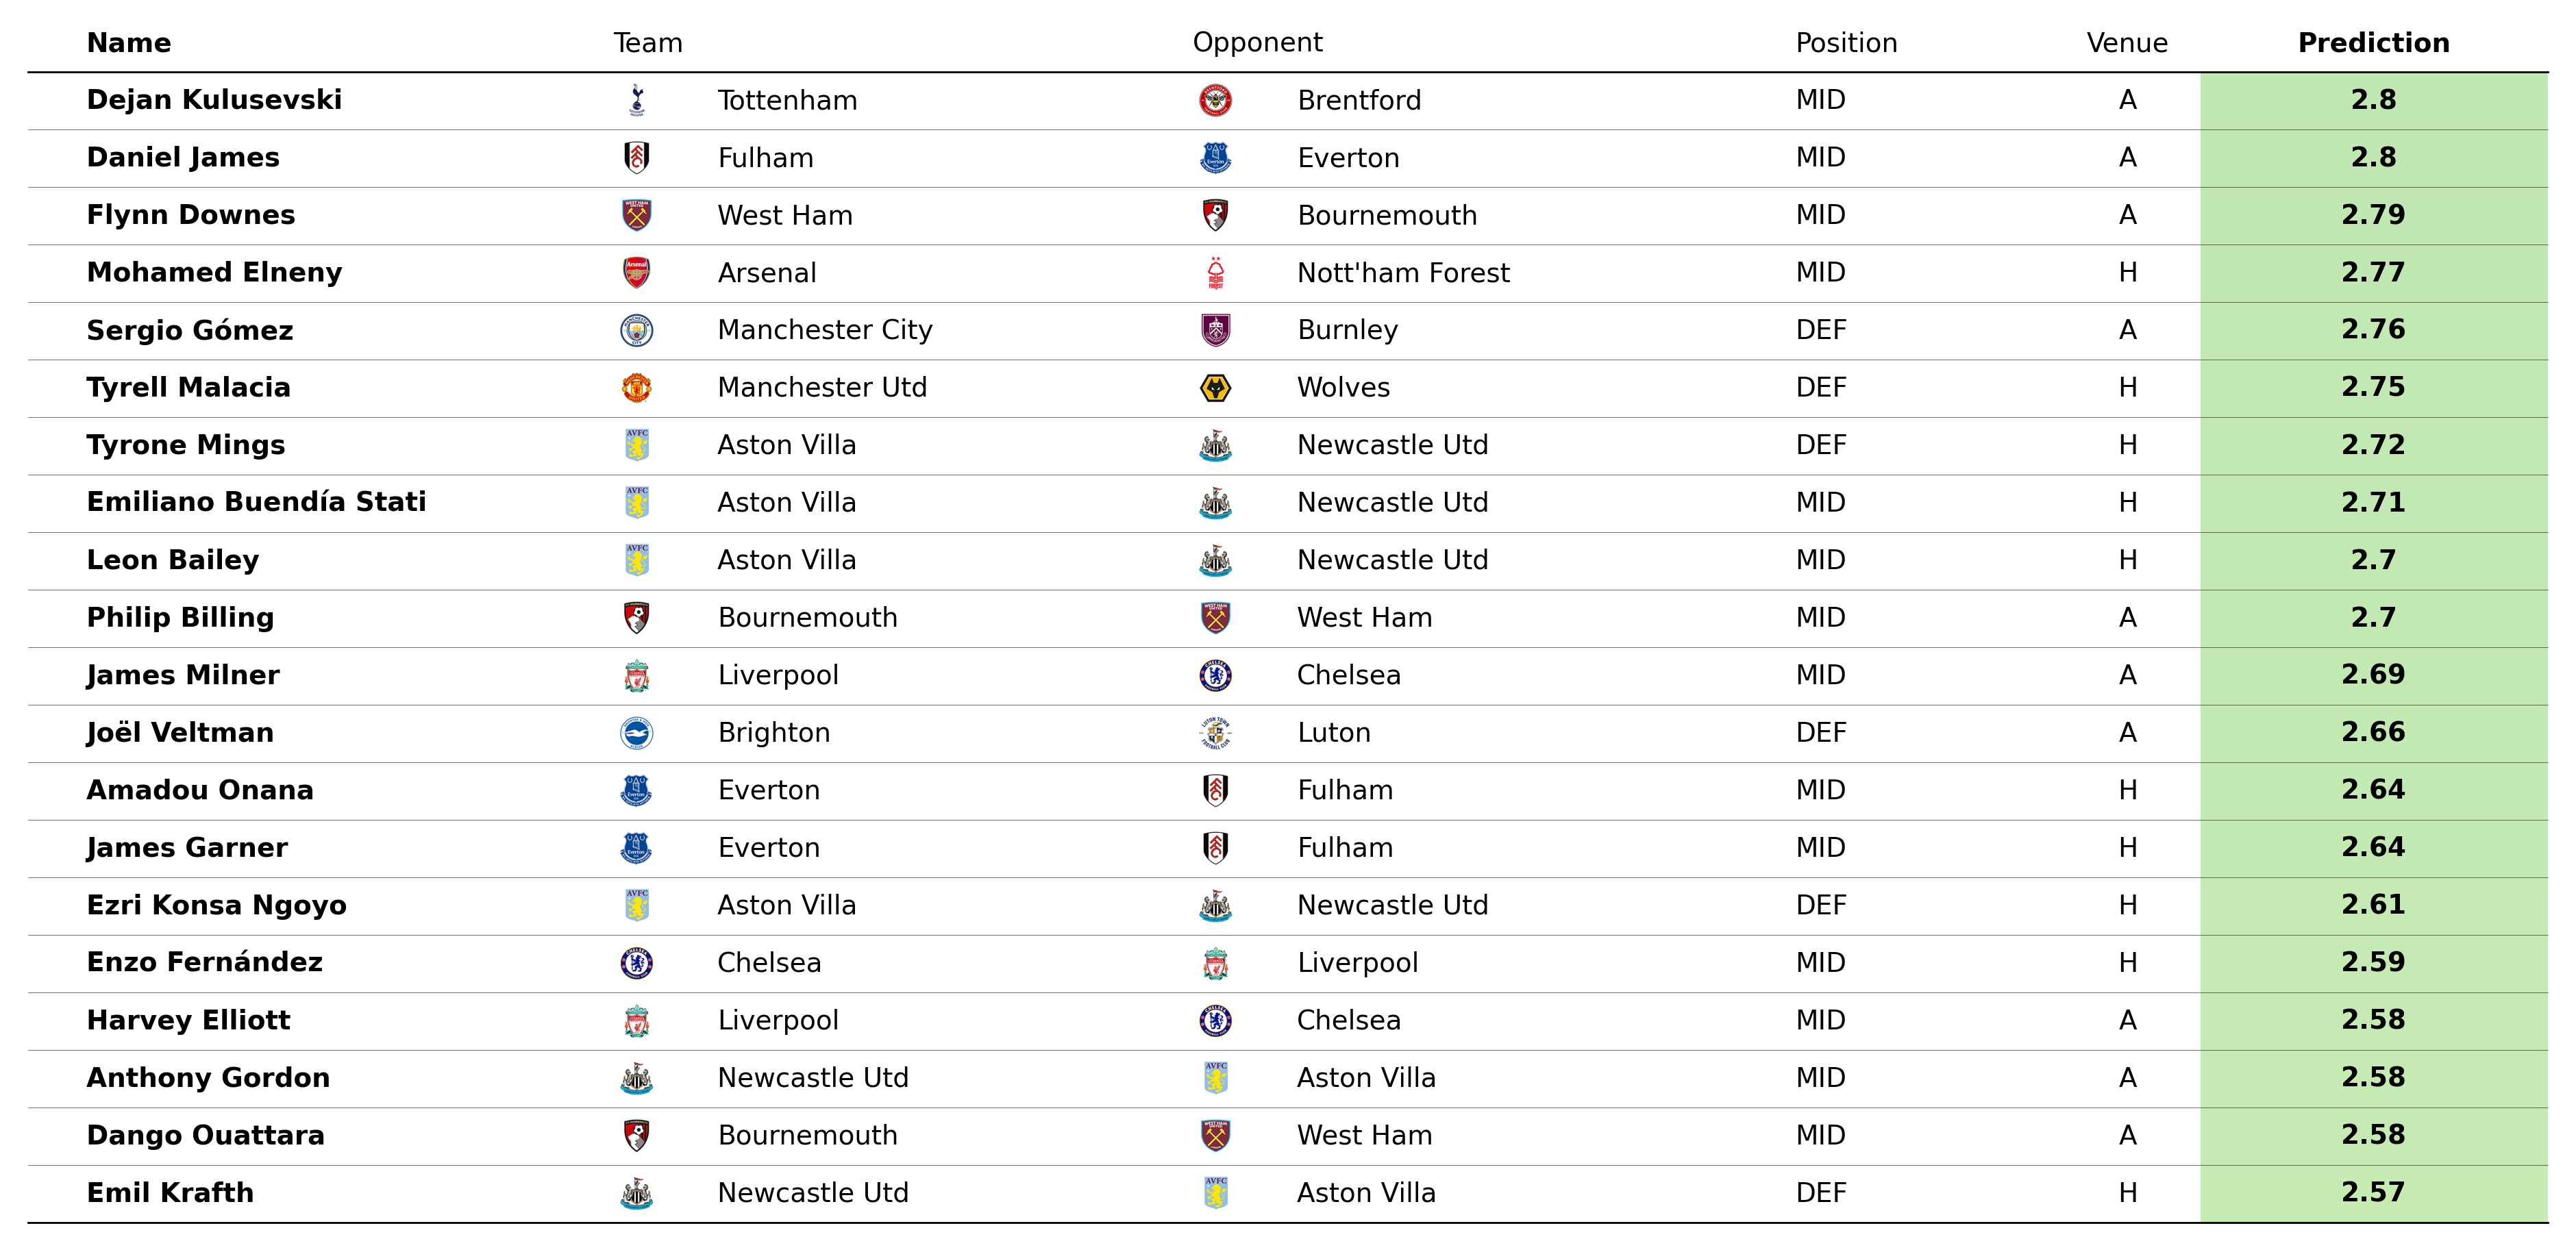 Name Team Opponent Position Venue Prediction
Dejan Kulusevski Tottenham Brentford MID A 2.8
Daniel James Fulham Everton MID A 2.8
Flynn Downes West Ham Bournemouth MID A 2.79
Mohamed Elneny Arsenal Nott'ham Forest MID H 2.77
Sergio Gómez Manchester City Burnley DEF A 2.76
Tyrell Malacia Manchester Utd Wolves DEF H 2.75
Tyrone Mings Aston Villa Newcastle Utd DEF H 2.72
Emiliano Buendía Stati Aston Villa Newcastle Utd MID H 2.71
Leon Bailey Aston Villa Newcastle Utd MID H 2.7
Philip Billing Bournemouth West Ham MID A 2.7
James Milner Liverpool Chelsea MID A 2.69
Joël Veltman Brighton Luton DEF A 2.66
Amadou Onana Everton Fulham MID H 2.64
James Garner Everton Fulham MID H 2.64
Ezri Konsa Ngoyo Aston Villa Newcastle Utd DEF H 2.61
Enzo Fernández Chelsea Liverpool MID H 2.59
Harvey Elliott Liverpool Chelsea MID A 2.58
Anthony Gordon Newcastle Utd Aston Villa MID A 2.58
Dango Ouattara Bournemouth West Ham MID A 2.58
Emil Krafth Newcastle Utd Aston Villa DEF H 2.57